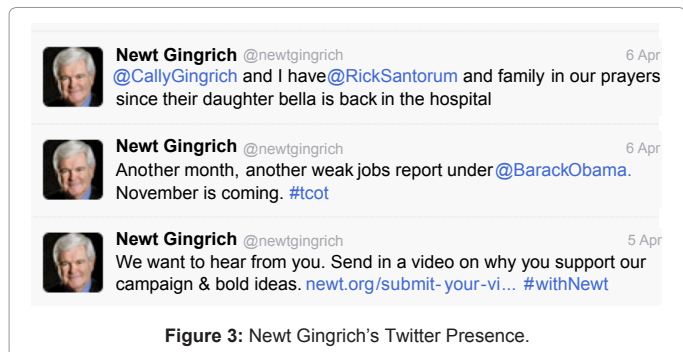 Newt Gingrich @newtgingrich 6 Apr
@CallyGingrich and I have@RickSantorum and family in our prayers
since their daughter bella is back in the hospital
Newt Gingrich @newtgingrich 6 Apr
Another month, another weak jobs report under@BarackObama.
November is coming. #tcot
Newt Gingrich @newtgingrich 5 Apr
We want to hear from you. Send in a video on why you support our
campaign & bold ideas. newt.org/submit-your-vi... #withNewt
Figure 3: Newt Gingrich's Twitter Presence.